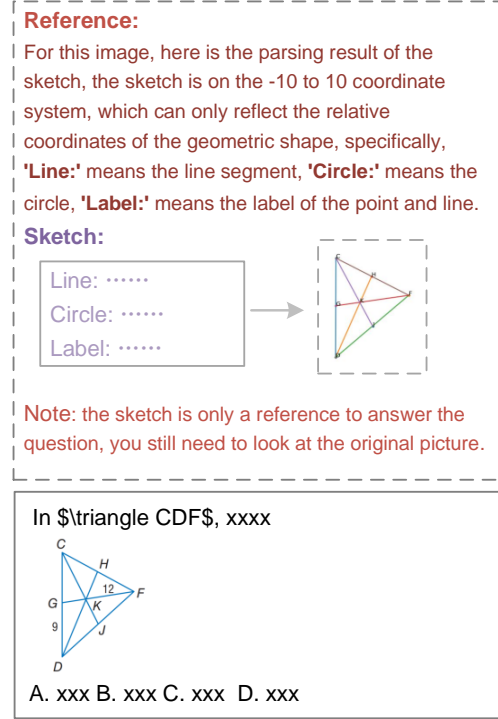 Reference:
For this image, here is the parsing result of the
sketch, the sketch is on the -10 to 10 coordinate
system, which can only reflect the relative
coordinates of the geometric shape, specifically,
'Line:' means the line segment, 'Circle:' means the
circle, 'Label:' means the label of the point and line.
Sketch:
Line: ······
Circle: ······
Label: ······
Note: the sketch is only a reference to answer the
question, you still need to look at the original picture.
In $\triangle CDF$, xxxx
C
H
12
F
G
K
9
J
D
A. xxx B. xxx C. xxx D. xxx